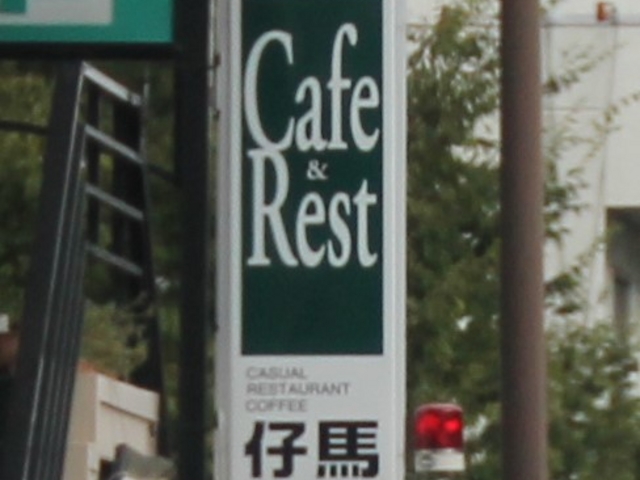 Cafe
&
Rest
CASUAL
RESTAURANT
COFFEE
仔馬